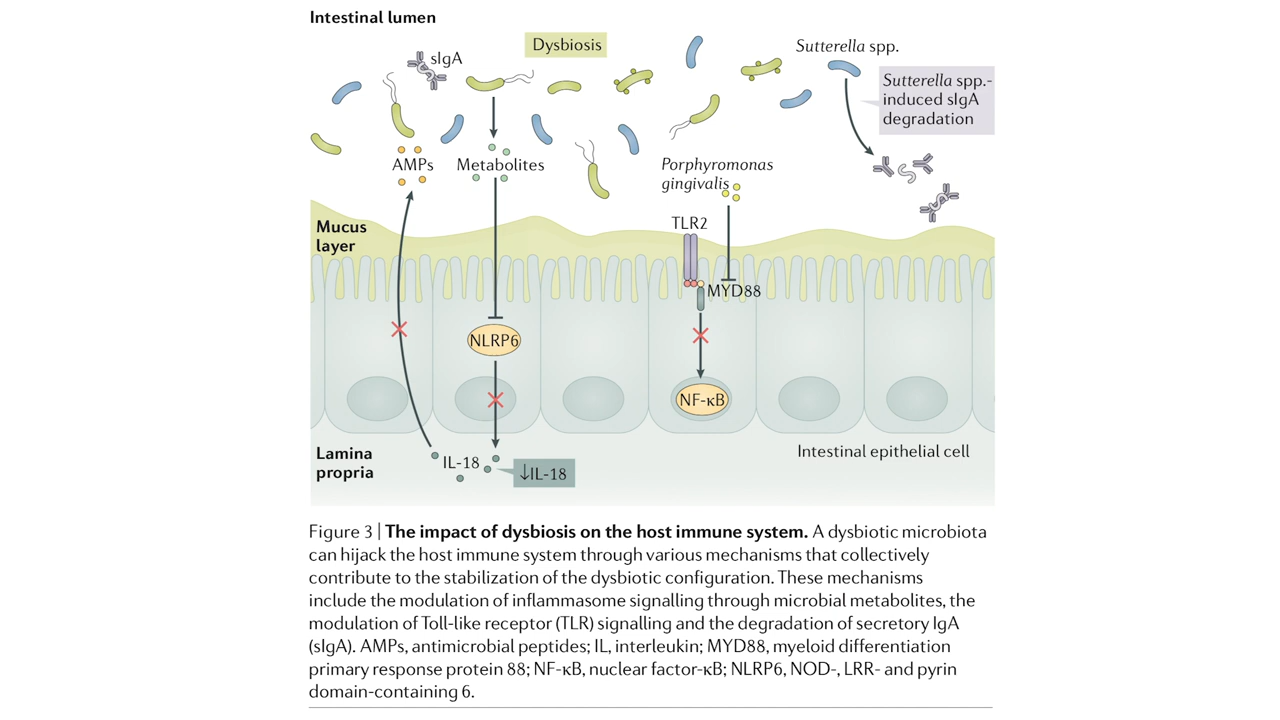 Intestinal lumen
Dysbiosis
sIgA
Sutterella spp.
Sutterella spp.-
induced sIgA
degradation
AMPs
Metabolites
Porphyromonas
gingivalis
Mucus
layer
TLR2
MYD88
NLRP6
NF-κB
Lamina
propria
IL-18
↓IL-18
Intestinal epithelial cell
Figure 3 | The impact of dysbiosis on the host immune system. A dysbiotic microbiota
can hijack the host immune system through various mechanisms that collectively
contribute to the stabilization of the dysbiotic configuration. These mechanisms
include the modulation of inflammasome signalling through microbial metabolites, the
modulation of Toll-like receptor (TLR) signalling and the degradation of secretory IgA
(sIgA). AMPs, antimicrobial peptides; IL, interleukin; MYD88, myeloid differentiation
primary response protein 88; NF-κB, nuclear factor-κB; NLRP6, NOD-, LRR- and pyrin
domain-containing 6.